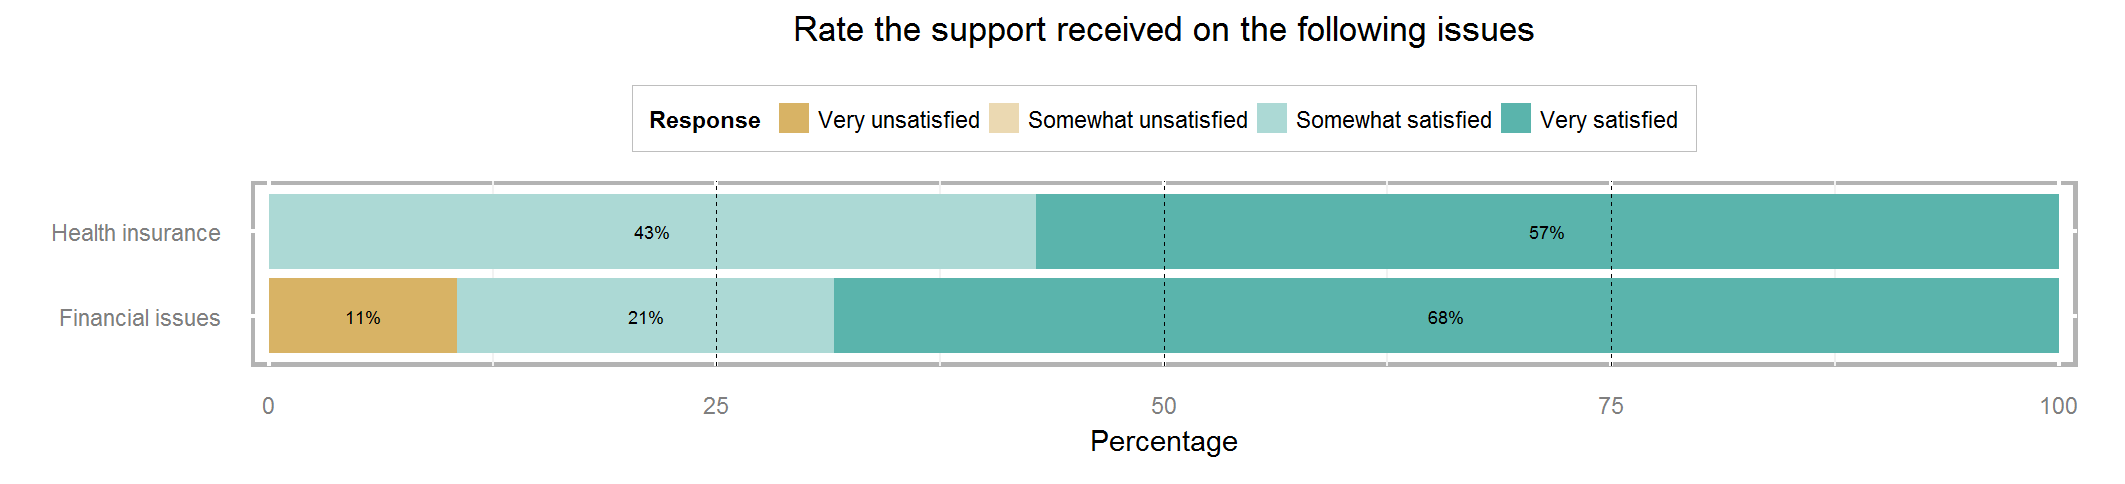 Rate the support received on the following issues
Response Very unsatisfied Somewhat unsatisfied Somewhat satisfied Very satisfied
Health insurance 43% 57%
Financial issues 11% 21% 68%
0 25 50 75 100
Percentage